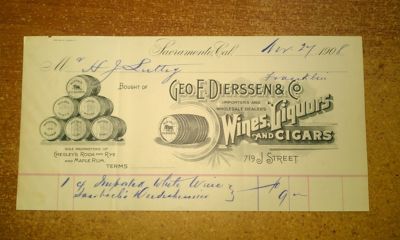 Sacramento, Cal. Nov 27 1908
Mr H J
Franklin
BOUGHT OF GEO. E. DIERSSEN & CO.
IMPORTERS AND
WHOLESALE DEALERS
Wines, Liquors
AND CIGARS
719 J STREET
SOLE PROPRIETORS OF
CHESLEY'S ROCK AND RYE
AND MAPLE RUM.
TERMS
1 cs Imported White Wine
$9